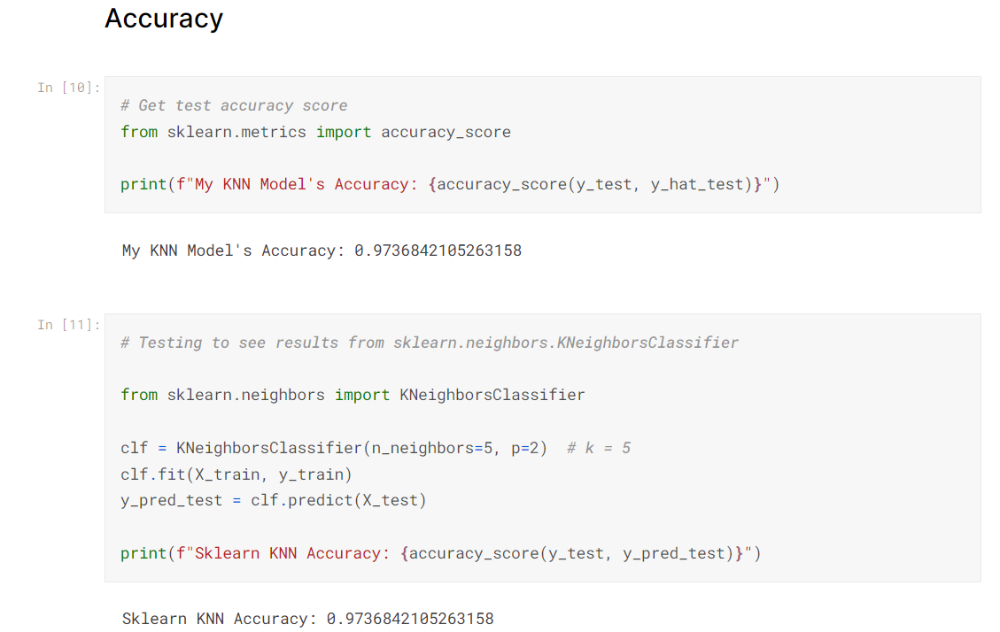 Accuracy
In [10]:
# Get test accuracy score
from sklearn.metrics import accuracy_score
print(f"My KNN Model's Accuracy: {accuracy_score(y_test, y_hat_test)}")
My KNN Model's Accuracy: 0.9736842105263158
In [11]:
# Testing to see results from sklearn.neighbors.KNeighborsClassifier
from sklearn.neighbors import KNeighborsClassifier
clf = KNeighborsClassifier(n_neighbors=5, p=2)  # k = 5
clf.fit(X_train, y_train)
y_pred_test = clf.predict(X_test)
print(f"Sklearn KNN Accuracy: {accuracy_score(y_test, y_pred_test)}")
Sklearn KNN Accuracy: 0.9736842105263158